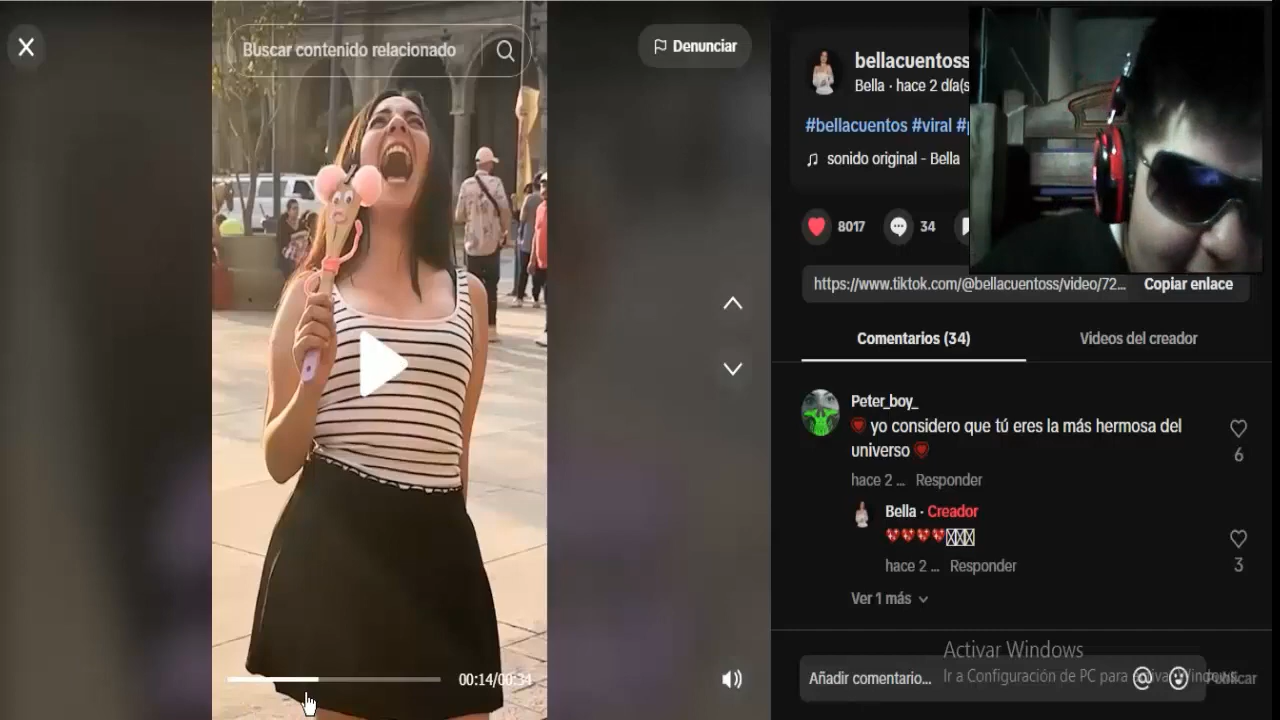 Buscar contenido relacionado
Denunciar
bellacuentoss
Bella · hace 2 día(s
#bellacuentos #viral #p
sonido original - Bella
8017
34
https://www.tiktok.com/@bellacuentoss/video/72...
Copiar enlace
Comentarios (34)
Videos del creador
Peter_boy_
yo considero que tú eres la más hermosa del
universo
6
hace 2 ... Responder
Bella · Creador
hace 2 ... Responder
3
Ver 1 más
00:14/00:34
Activar Windows
Ir a Configuración de PC para activar Windows.
Añadir comentario...
Publicar